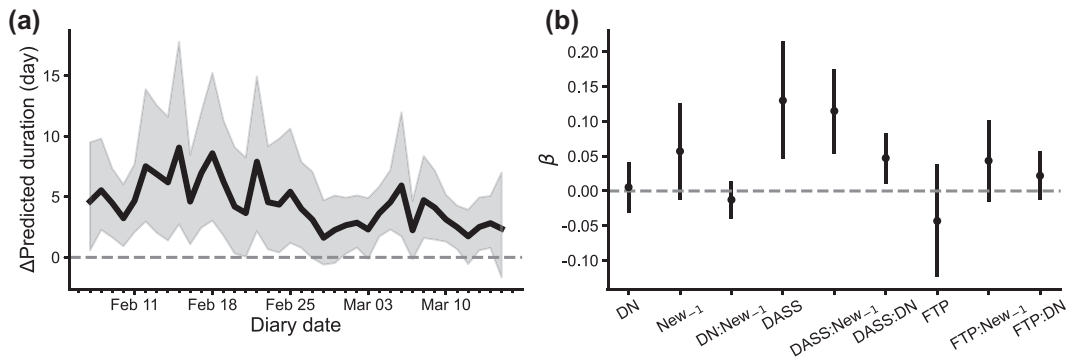 (a)
ΔPredicted duration (day)
15
10
5
0
Feb 11 Feb 18 Feb 25 Mar 03 Mar 10
Diary date
(b)
β
0.20
0.15
0.10
0.05
0.00
-0.05
-0.10
DN New₋₁ DN:New₋₁ DASS DASS:New₋₁ DASS:DN FTP FTP:New₋₁ FTP:DN